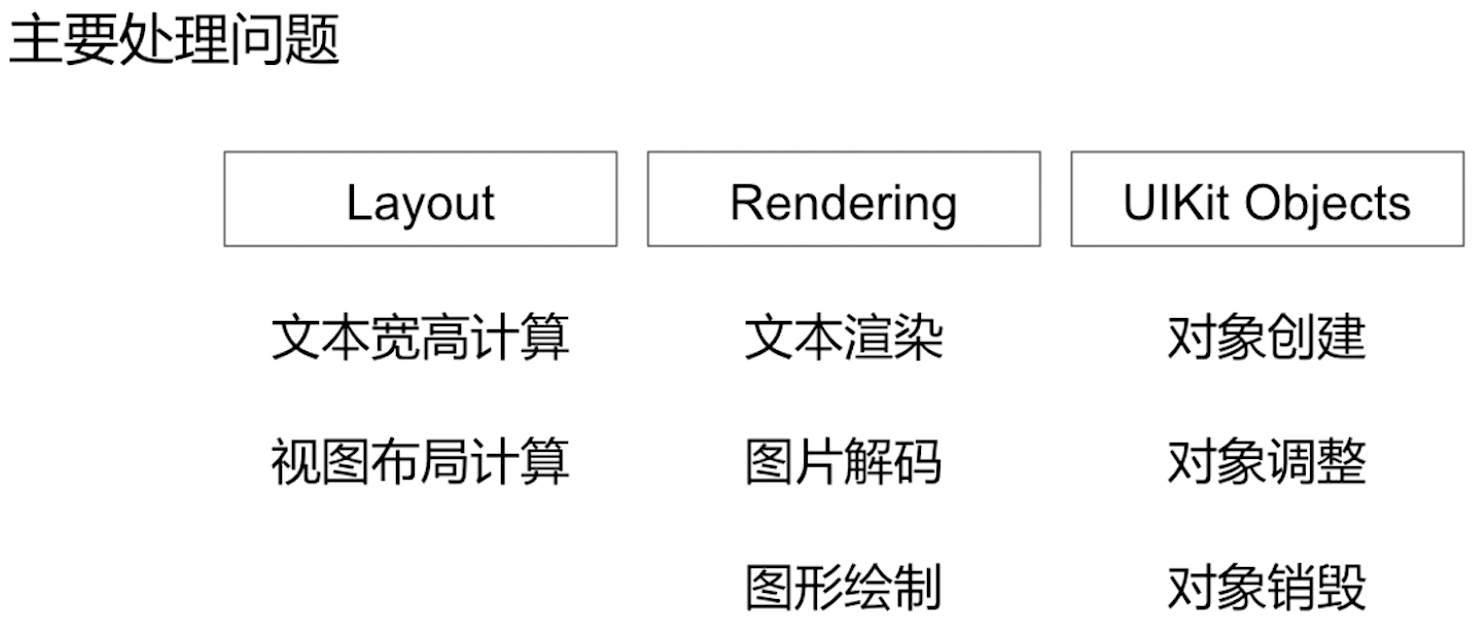 主要处理问题
Layout Rendering UIKit Objects
文本宽高计算 文本渲染 对象创建
视图布局计算 图片解码 对象调整
图形绘制 对象销毁